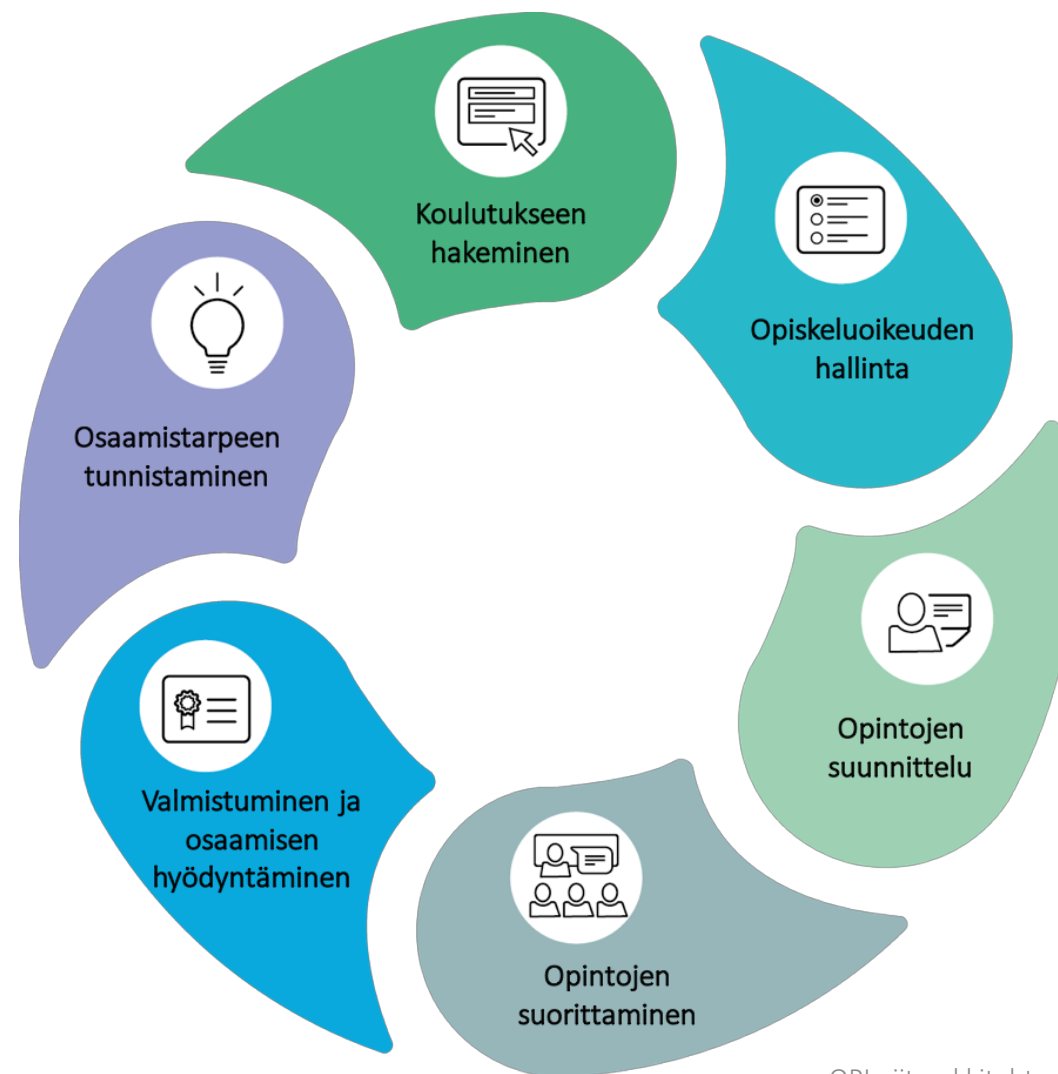 Koulutukseen
hakeminen
Opiskeluoikeuden
hallinta
Osaamistarpeen
tunnistaminen
Opintojen
suunnittelu
Valmistuminen ja
osaamisen
hyödyntäminen
Opintojen
suorittaminen